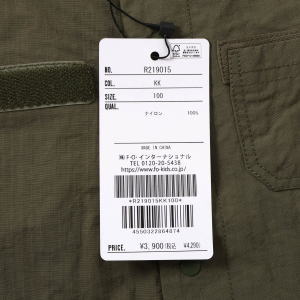 NO. R219015
COL. KK
SIZE. 100
QUAL.
ナイロン 100%
MADE IN CHINA
㈱F・O・インターナショナル
TEL 0120-20-5438
https://www.fo-kids.co.jp/
*R219015KK100*
4550322864874
PRICE. ¥3,900(税込 ¥4,290)